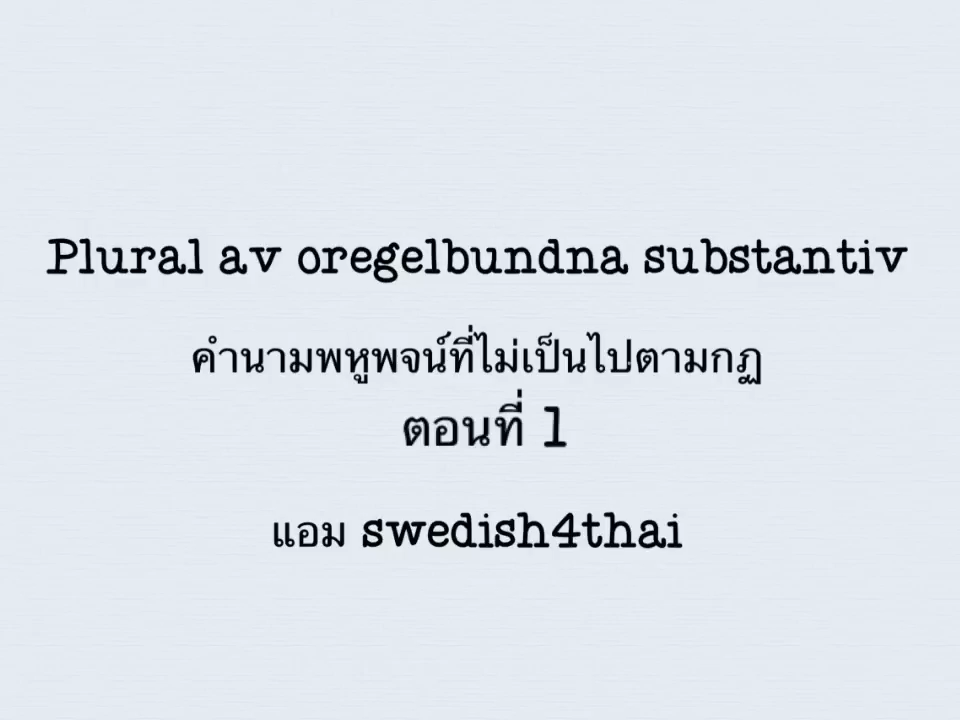 Plural av oregelbundna substantiv
คำนามพหูพจน์ที่ไม่เป็นไปตามกฏ
ตอนที่ 1
แอม swedish4thai